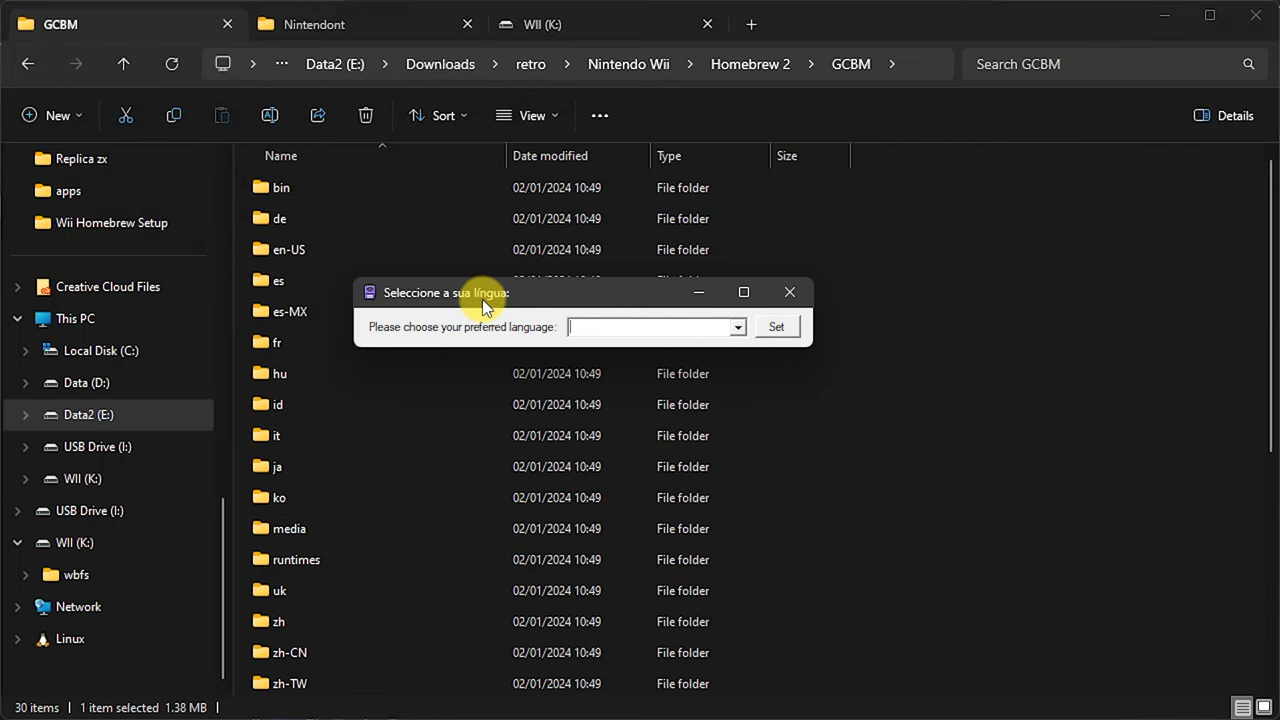 GCBM
Nintendont
WII (K:)
Data2 (E:)
Downloads
retro
Nintendo Wii
Homebrew 2
GCBM
Search GCBM
New
Sort
View
Details
Replica zx
apps
Wii Homebrew Setup
Creative Cloud Files
This PC
Local Disk (C:)
Data (D:)
Data2 (E:)
USB Drive (I:)
WII (K:)
USB Drive (I:)
WII (K:)
wbfs
Network
Linux
Name Date modified Type Size
bin 02/01/2024 10:49 File folder
de 02/01/2024 10:49 File folder
en-US 02/01/2024 10:49 File folder
es
es-MX
fr
hu 02/01/2024 10:49 File folder
id 02/01/2024 10:49 File folder
it 02/01/2024 10:49 File folder
ja 02/01/2024 10:49 File folder
ko 02/01/2024 10:49 File folder
media 02/01/2024 10:49 File folder
runtimes 02/01/2024 10:49 File folder
uk 02/01/2024 10:49 File folder
zh 02/01/2024 10:49 File folder
zh-CN 02/01/2024 10:49 File folder
zh-TW 02/01/2024 10:49 File folder
Seleccione a sua língua:
Please choose your preferred language: Set
30 items 1 item selected 1.38 MB